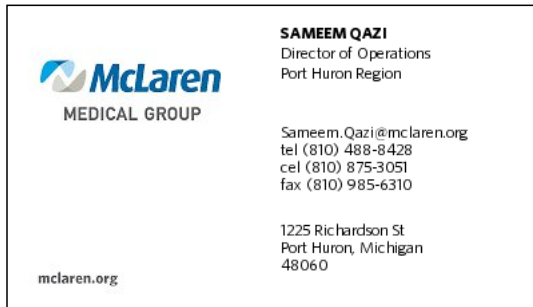 McLaren
MEDICAL GROUP
mclaren.org
SAMEEM QAZI
Director of Operations
Port Huron Region
Sameem.Qazi@mclaren.org
tel (810) 488-8428
cel (810) 875-3051
fax (810) 985-6310
1225 Richardson St
Port Huron, Michigan
48060